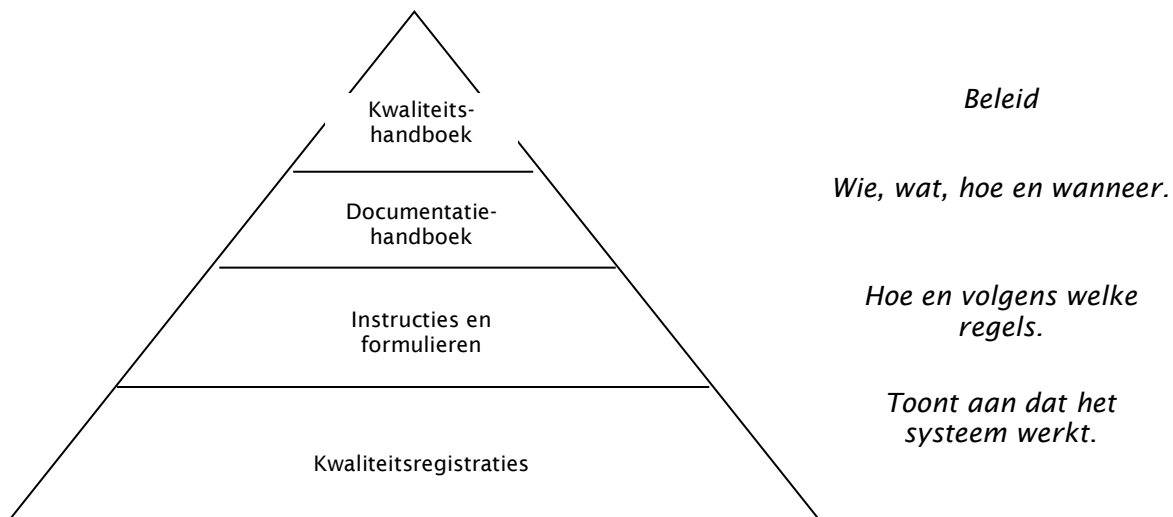 Kwaliteits-
handboek
Beleid
Documentatie-
handboek
Wie, wat, hoe en wanneer.
Instructies en
formulieren
Hoe en volgens welke
regels.
Kwaliteitsregistraties
Toont aan dat het
systeem werkt.